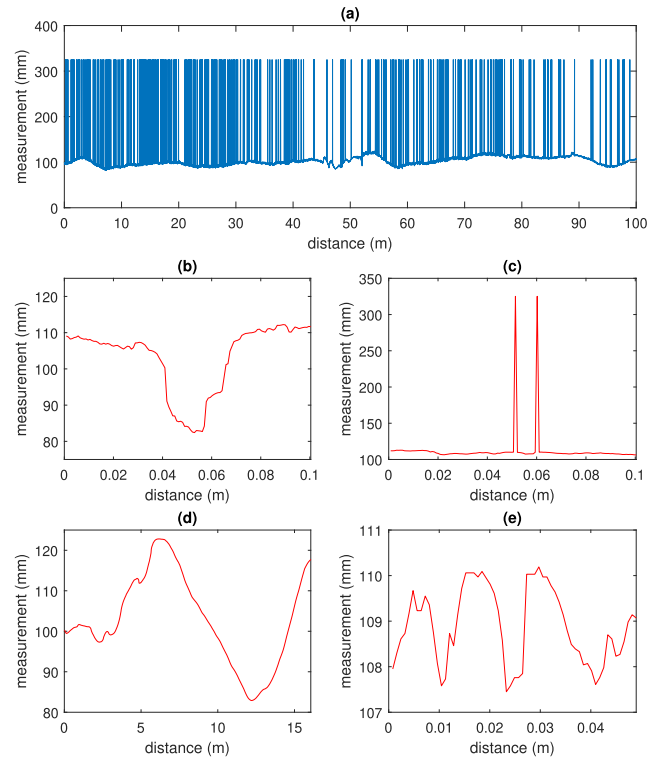 (a)
400
300
200
100
0
measurement (mm)
0 10 20 30 40 50 60 70 80 90 100
distance (m)
(b)
120
110
100
90
80
measurement (mm)
0 0.02 0.04 0.06 0.08 0.1
distance (m)
(c)
350
300
250
200
150
100
measurement (mm)
0 0.02 0.04 0.06 0.08 0.1
distance (m)
(d)
120
110
100
90
80
measurement (mm)
0 5 10 15
distance (m)
(e)
111
110
109
108
107
measurement (mm)
0 0.01 0.02 0.03 0.04
distance (m)